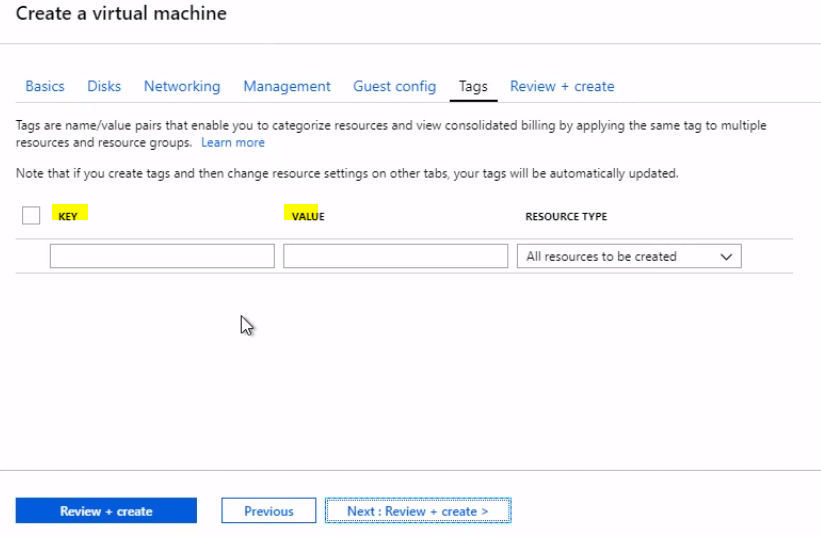 Create a virtual machine
Basics Disks Networking Management Guest config Tags Review + create
Tags are name/value pairs that enable you to categorize resources and view consolidated billing by applying the same tag to multiple
resources and resource groups. Learn more
Note that if you create tags and then change resource settings on other tabs, your tags will be automatically updated.
KEY VALUE RESOURCE TYPE
All resources to be created
Review + create Previous Next : Review + create >